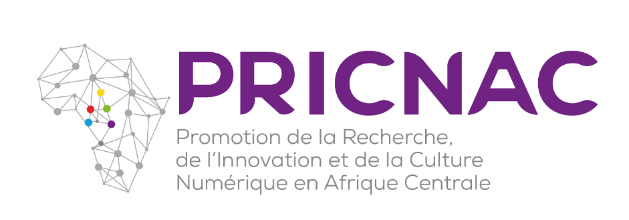 PRICNAC
Promotion de la Recherche,
de l'Innovation et de la Culture
Numérique en Afrique Centrale